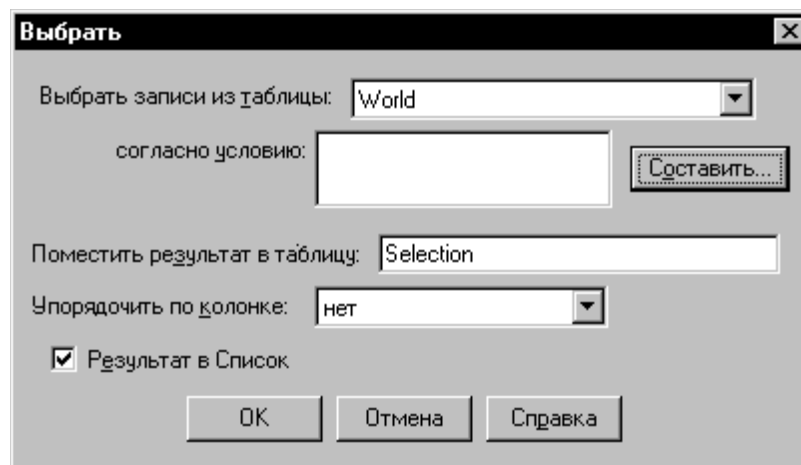 Выбрать
Выбрать записи из таблицы: World
согласно условию:
Составить...
Поместить результат в таблицу: Selection
Упорядочить по колонке: нет
Результат в Список
OK Отмена Справка